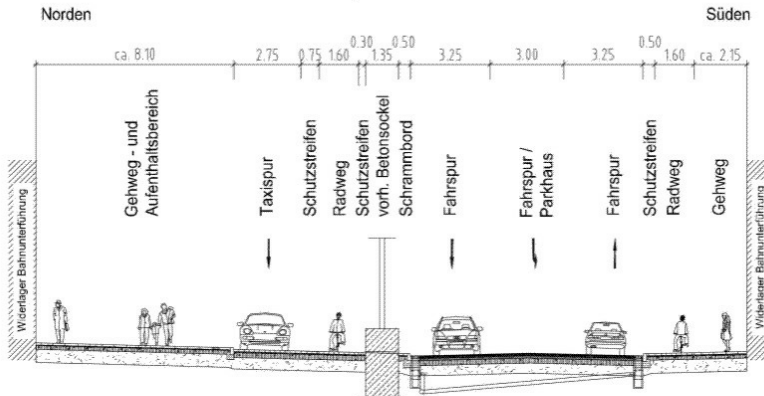 Norden
Süden
ca. 8.10
2.75
0.75
1.60
0.30
1.35
0.50
3.25
3.00
3.25
0.50
1.60
ca. 2.15
Widerlager Bahnunterführung
Gehweg - und
Aufenthaltsbereich
Taxispur
Schutzstreifen
Radweg
Schutzstreifen
vorh. Betonsockel
Schrammbord
Fahrspur
Fahrspur /
Parkhaus
Fahrspur
Schutzstreifen
Radweg
Gehweg
Widerlager Bahnunterführung